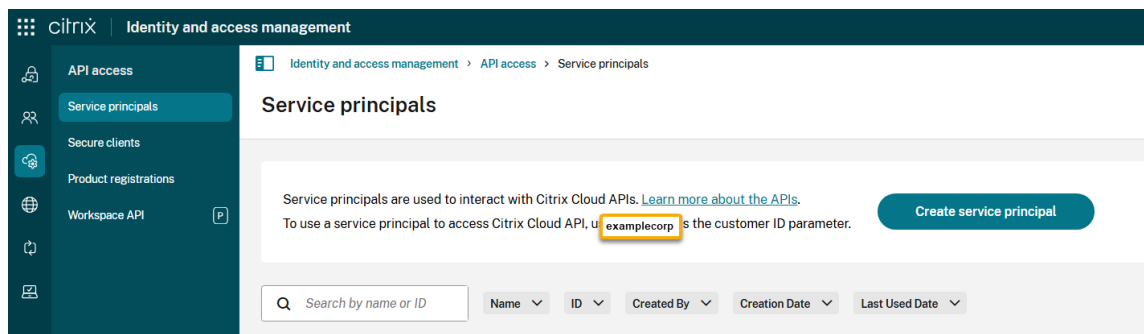 citrix Identity and access management
API access
Service principals
Secure clients
Product registrations
Workspace API P
Identity and access management > API access > Service principals
Service principals
Service principals are used to interact with Citrix Cloud APIs. Learn more about the APIs.
To use a service principal to access Citrix Cloud API, u examplecorp s the customer ID parameter.
Create service principal
Search by name or ID
Name ID Created By Creation Date Last Used Date